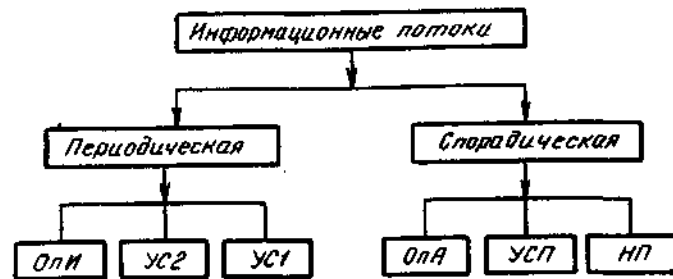 Информационные потоки
Периодическая
Спорадическая
ОпИ
УС2
УС1
ОпА
УСП
НП